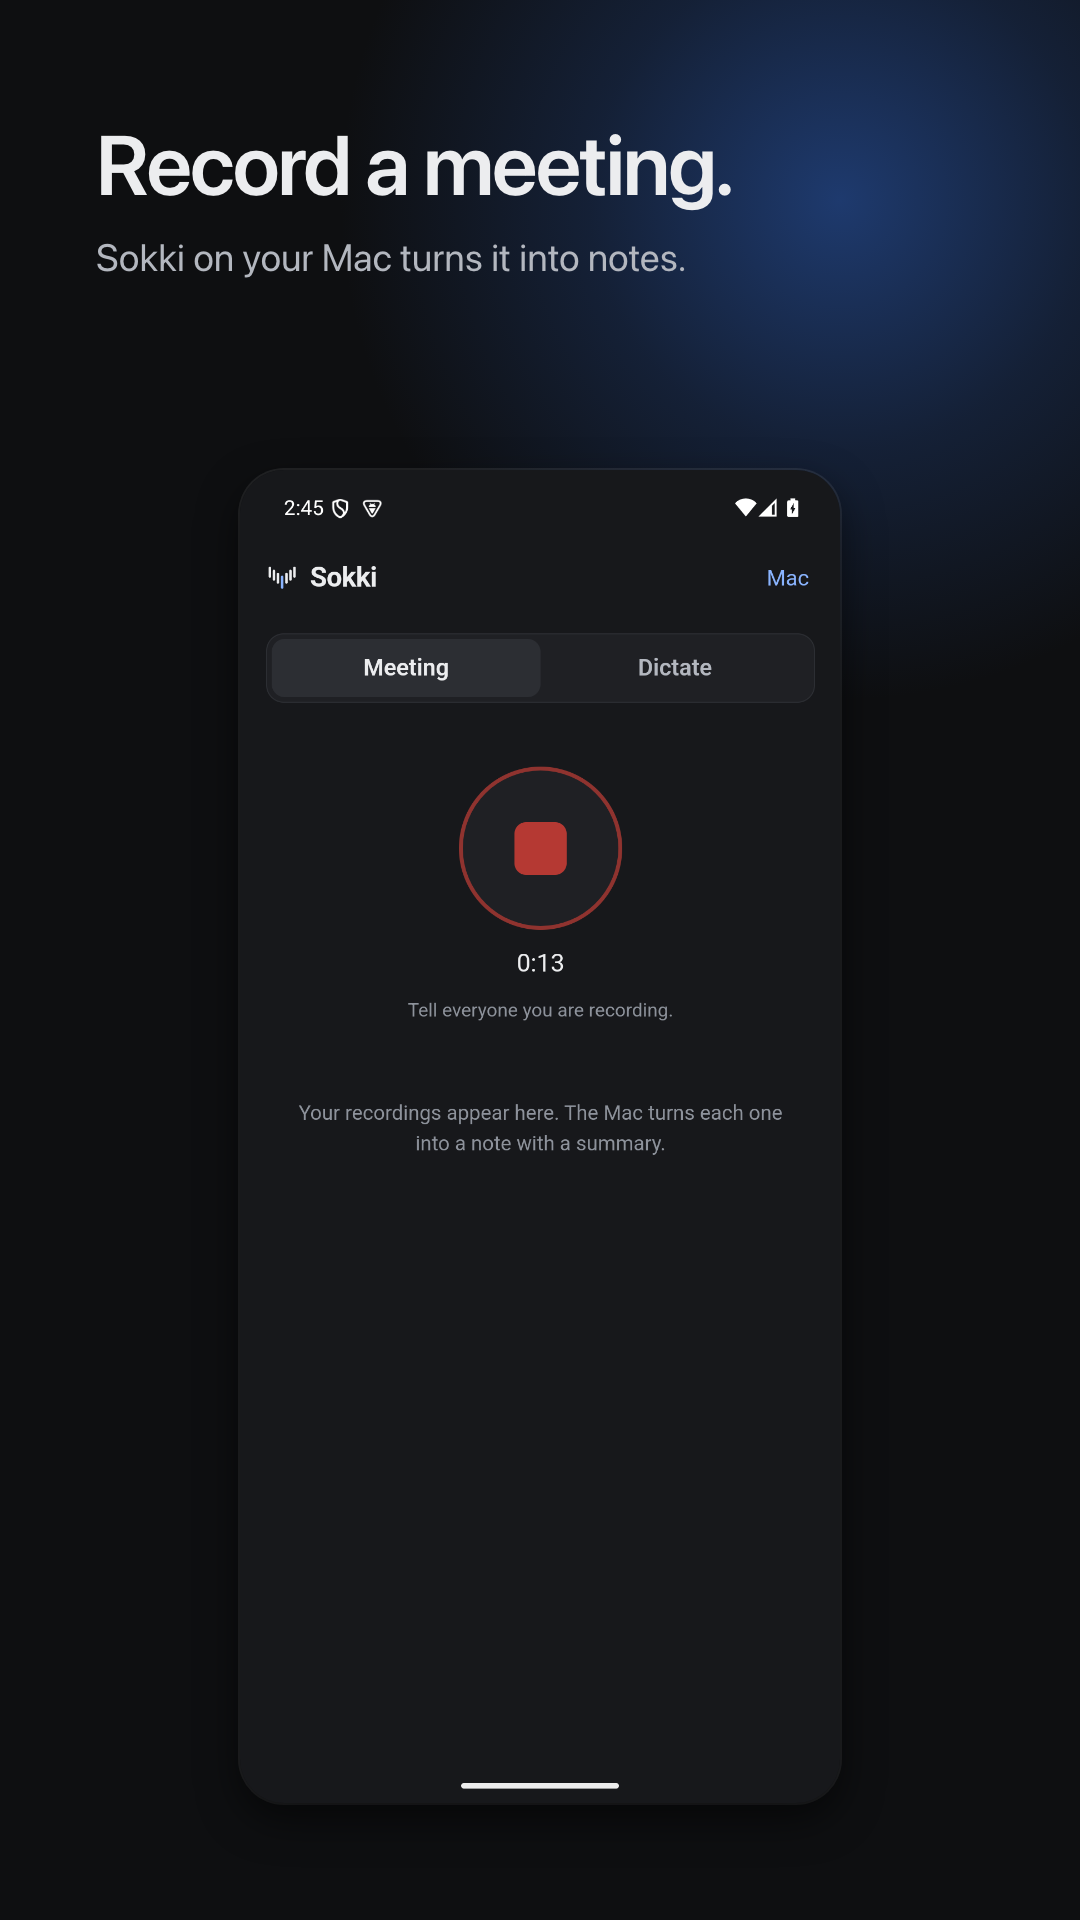 Record a meeting.
Sokki on your Mac turns it into notes.
2:45
Sokki
Mac
Meeting
Dictate
0:13
Tell everyone you are recording.
Your recordings appear here. The Mac turns each one
into a note with a summary.